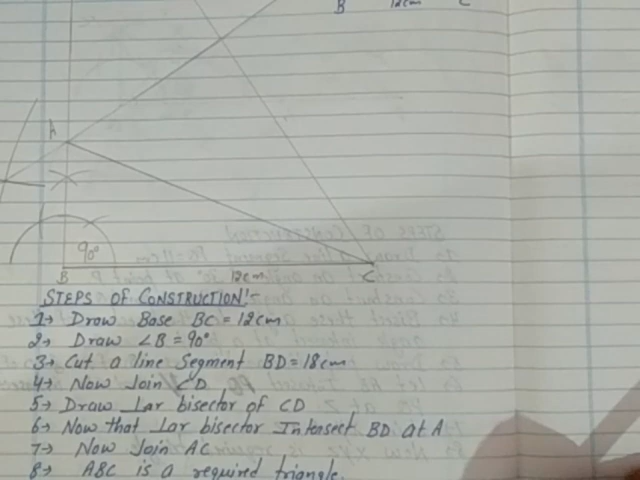 B 12cm C
A
90°
B 12cm C
STEPS OF CONSTRUCTION:-
1→ Draw Base BC = 12cm
2→ Draw ∠B = 90°
3→ Cut a line Segment BD = 18cm
4→ Now Join CD
5→ Draw ⊥ar bisector of CD
6→ Now that ⊥ar bisector Intersect BD at A
7→ Now Join AC
8→ ABC is a required triangle.